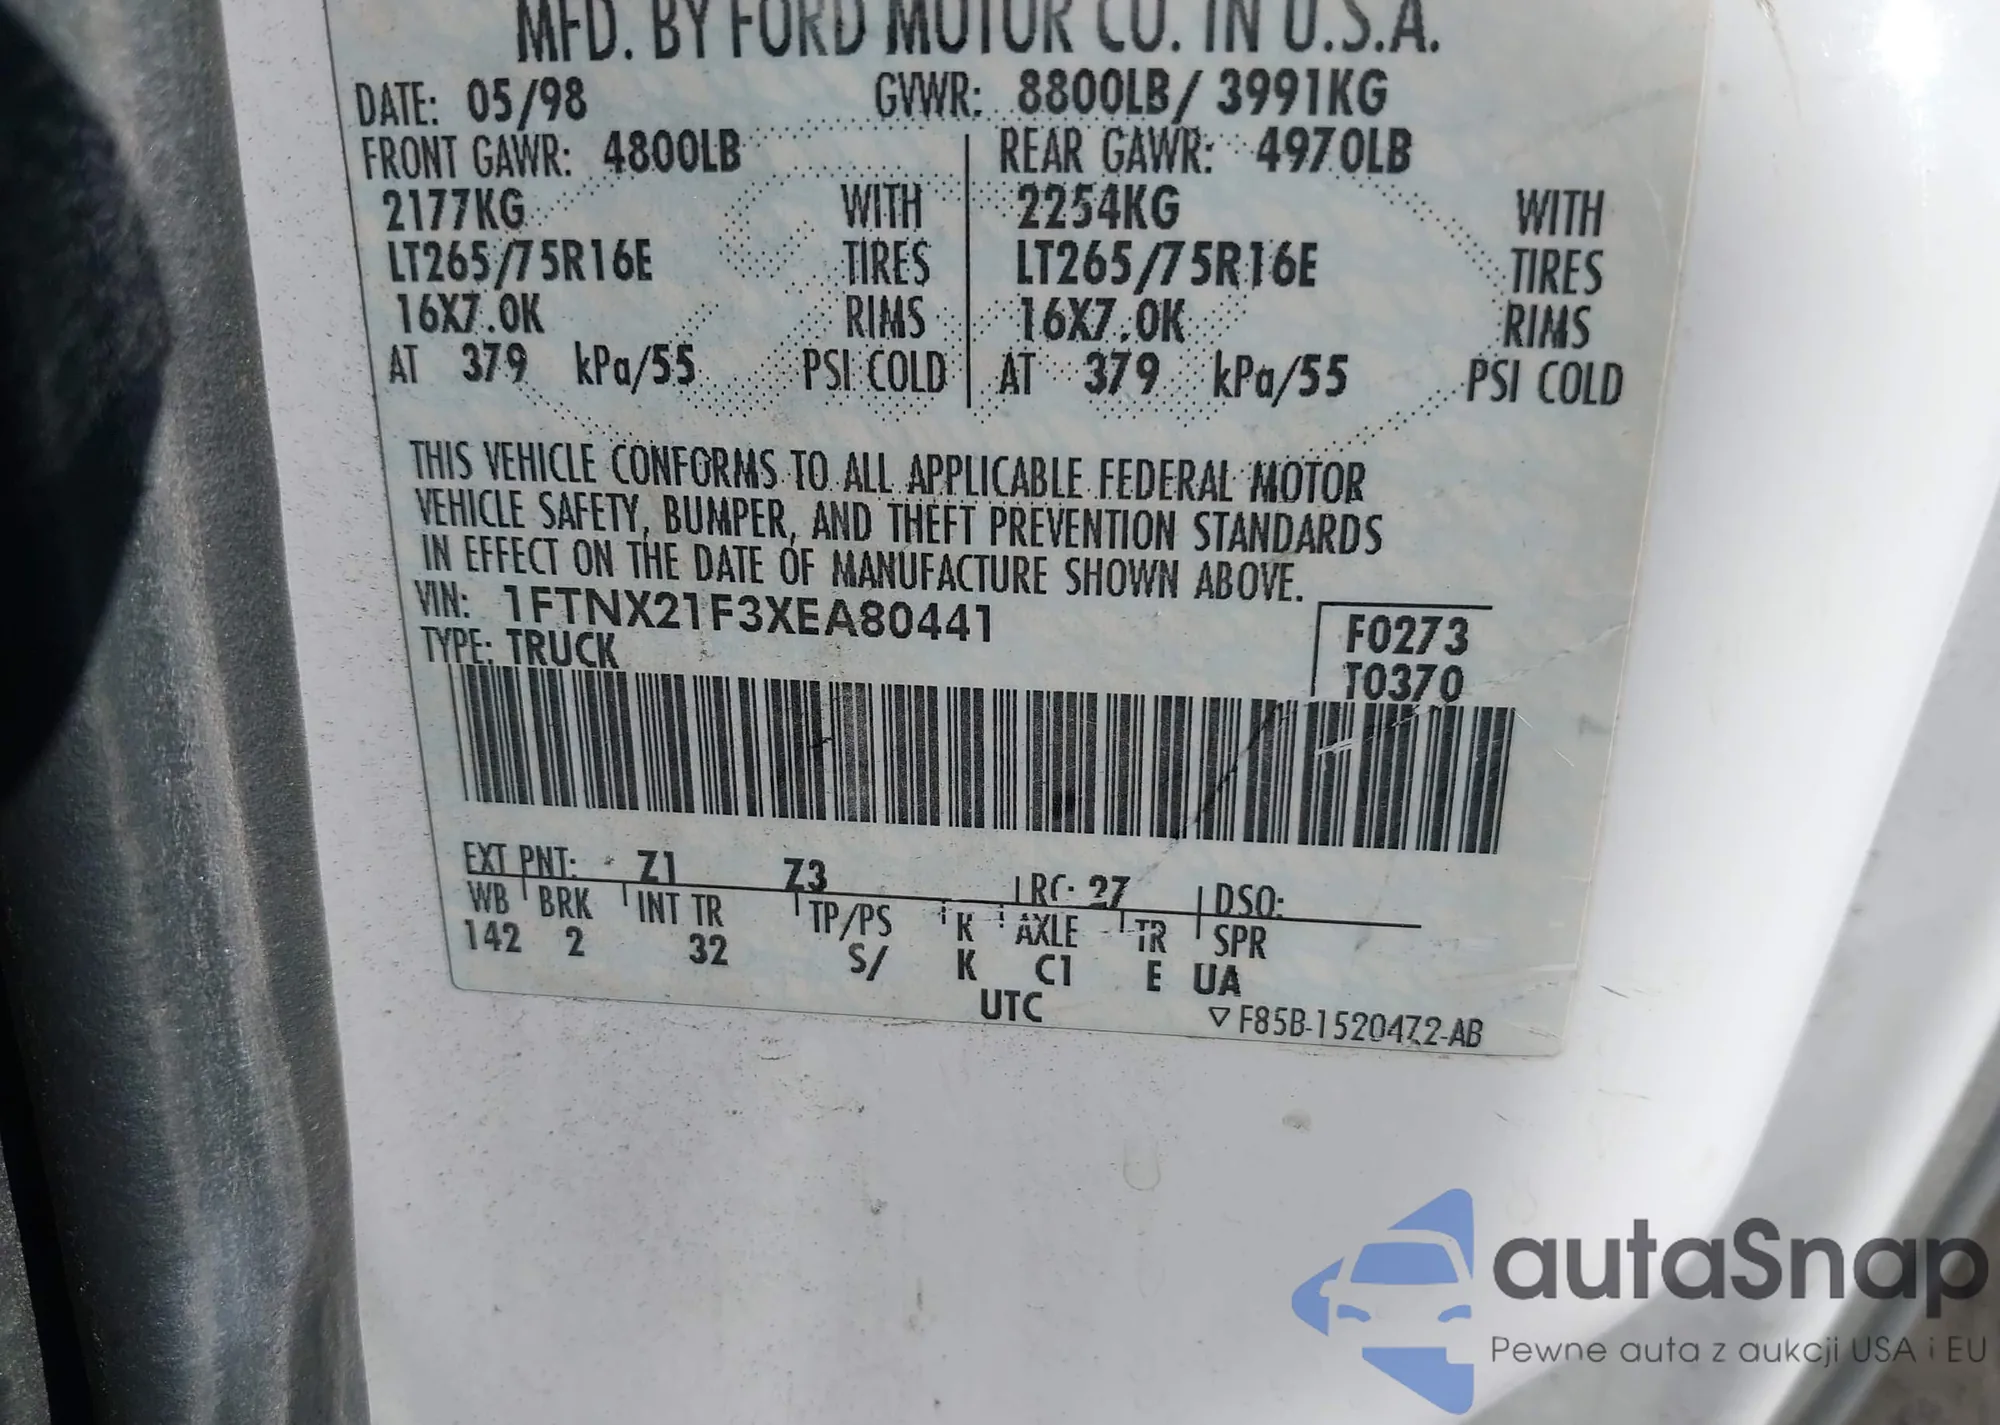 MFD. BY FORD MOTOR CO. IN U.S.A.
DATE: 05/98 GVWR: 8800LB/ 3991KG
FRONT GAWR: 4800LB REAR GAWR: 4970LB
2177KG WITH 2254KG WITH
LT265/75R16E TIRES LT265/75R16E TIRES
16X7.0K RIMS 16X7.0K RIMS
AT 379 kPa/55 PSI COLD AT 379 kPa/55 PSI COLD
THIS VEHICLE CONFORMS TO ALL APPLICABLE FEDERAL MOTOR
VEHICLE SAFETY, BUMPER, AND THEFT PREVENTION STANDARDS
IN EFFECT ON THE DATE OF MANUFACTURE SHOWN ABOVE.
VIN: 1FTNX21F3XEA80441
F0273
TYPE: TRUCK
T0370
EXT PNT: Z1 Z3 RC: 27 DSO:
WB BRK INT TR TP/PS R AXLE TR SPR
142 2 32 S/ K C1 E UA
UTC
▽ F85B-1520472-AB
autaSnap
Pewne auta z aukcji USA i EU